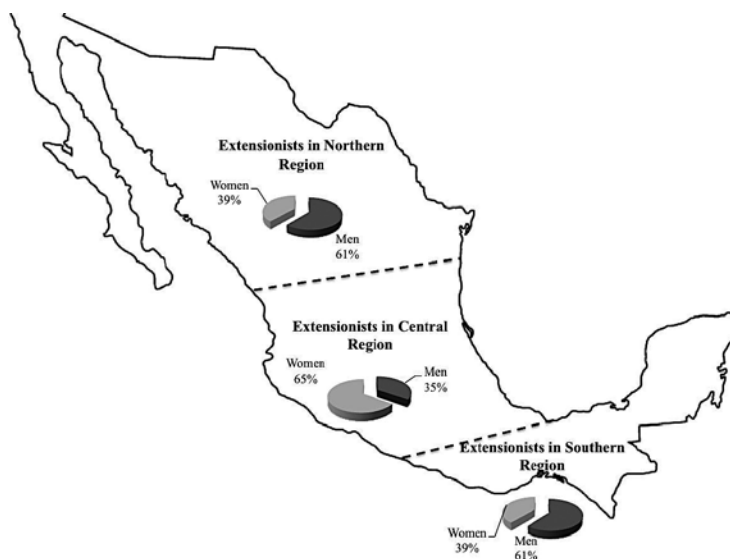 Extensionists in Northern
Region
Women
39%
Men
61%
Extensionists in Central
Region
Women
65%
Men
35%
Extensionists in Southern
Region
Women
39%
Men
61%